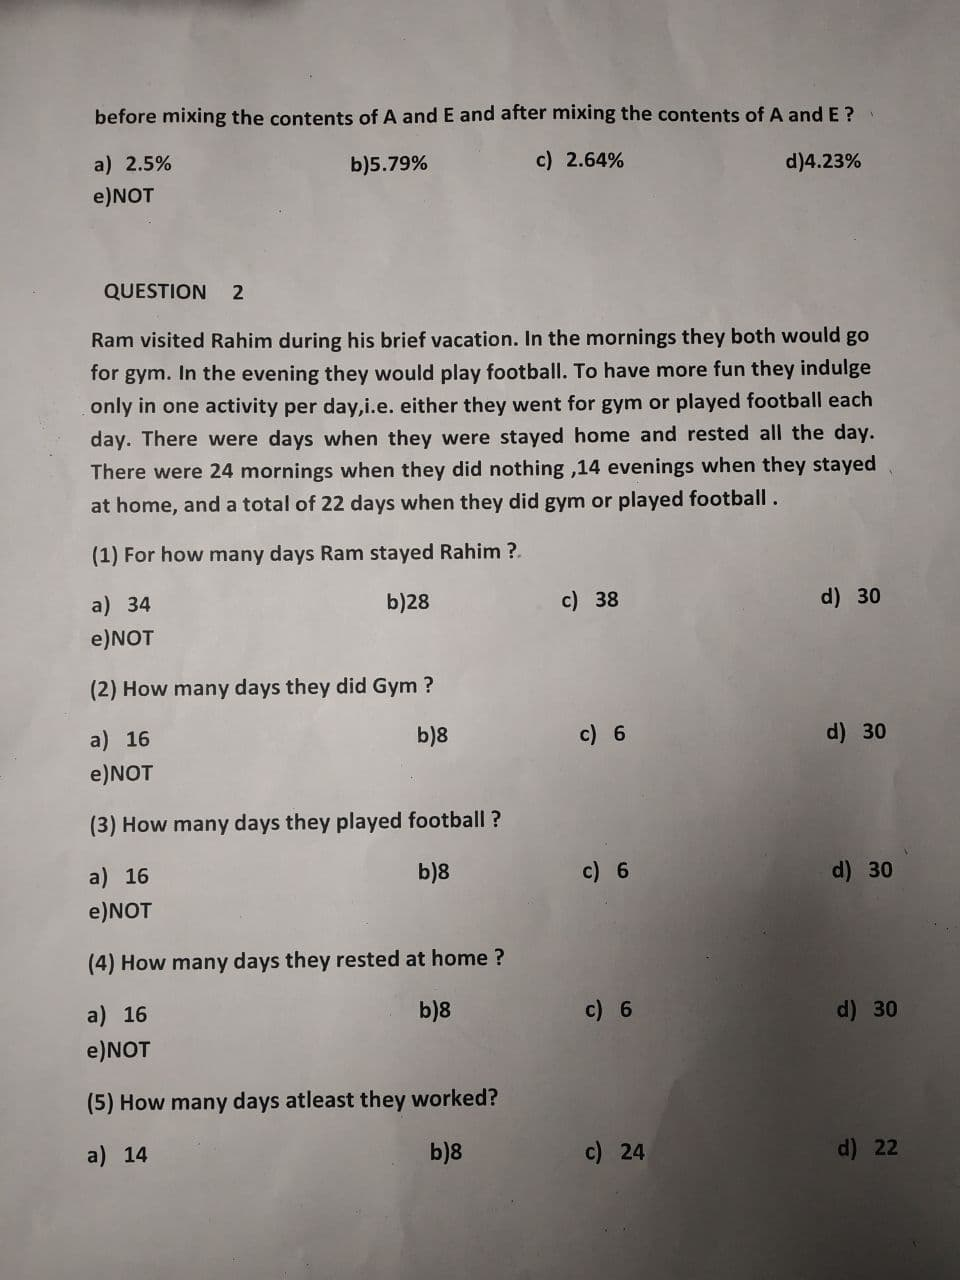 before mixing the contents of A and E and after mixing the contents of A and E ?
a) 2.5% b)5.79% c) 2.64% d)4.23%
e)NOT
QUESTION 2
Ram visited Rahim during his brief vacation. In the mornings they both would go
for gym. In the evening they would play football. To have more fun they indulge
only in one activity per day,i.e. either they went for gym or played football each
day. There were days when they were stayed home and rested all the day.
There were 24 mornings when they did nothing ,14 evenings when they stayed
at home, and a total of 22 days when they did gym or played football .
(1) For how many days Ram stayed Rahim ?.
a) 34 b)28 c) 38 d) 30
e)NOT
(2) How many days they did Gym ?
a) 16 b)8 c) 6 d) 30
e)NOT
(3) How many days they played football ?
a) 16 b)8 c) 6 d) 30
e)NOT
(4) How many days they rested at home ?
a) 16 b)8 c) 6 d) 30
e)NOT
(5) How many days atleast they worked?
a) 14 b)8 c) 24 d) 22